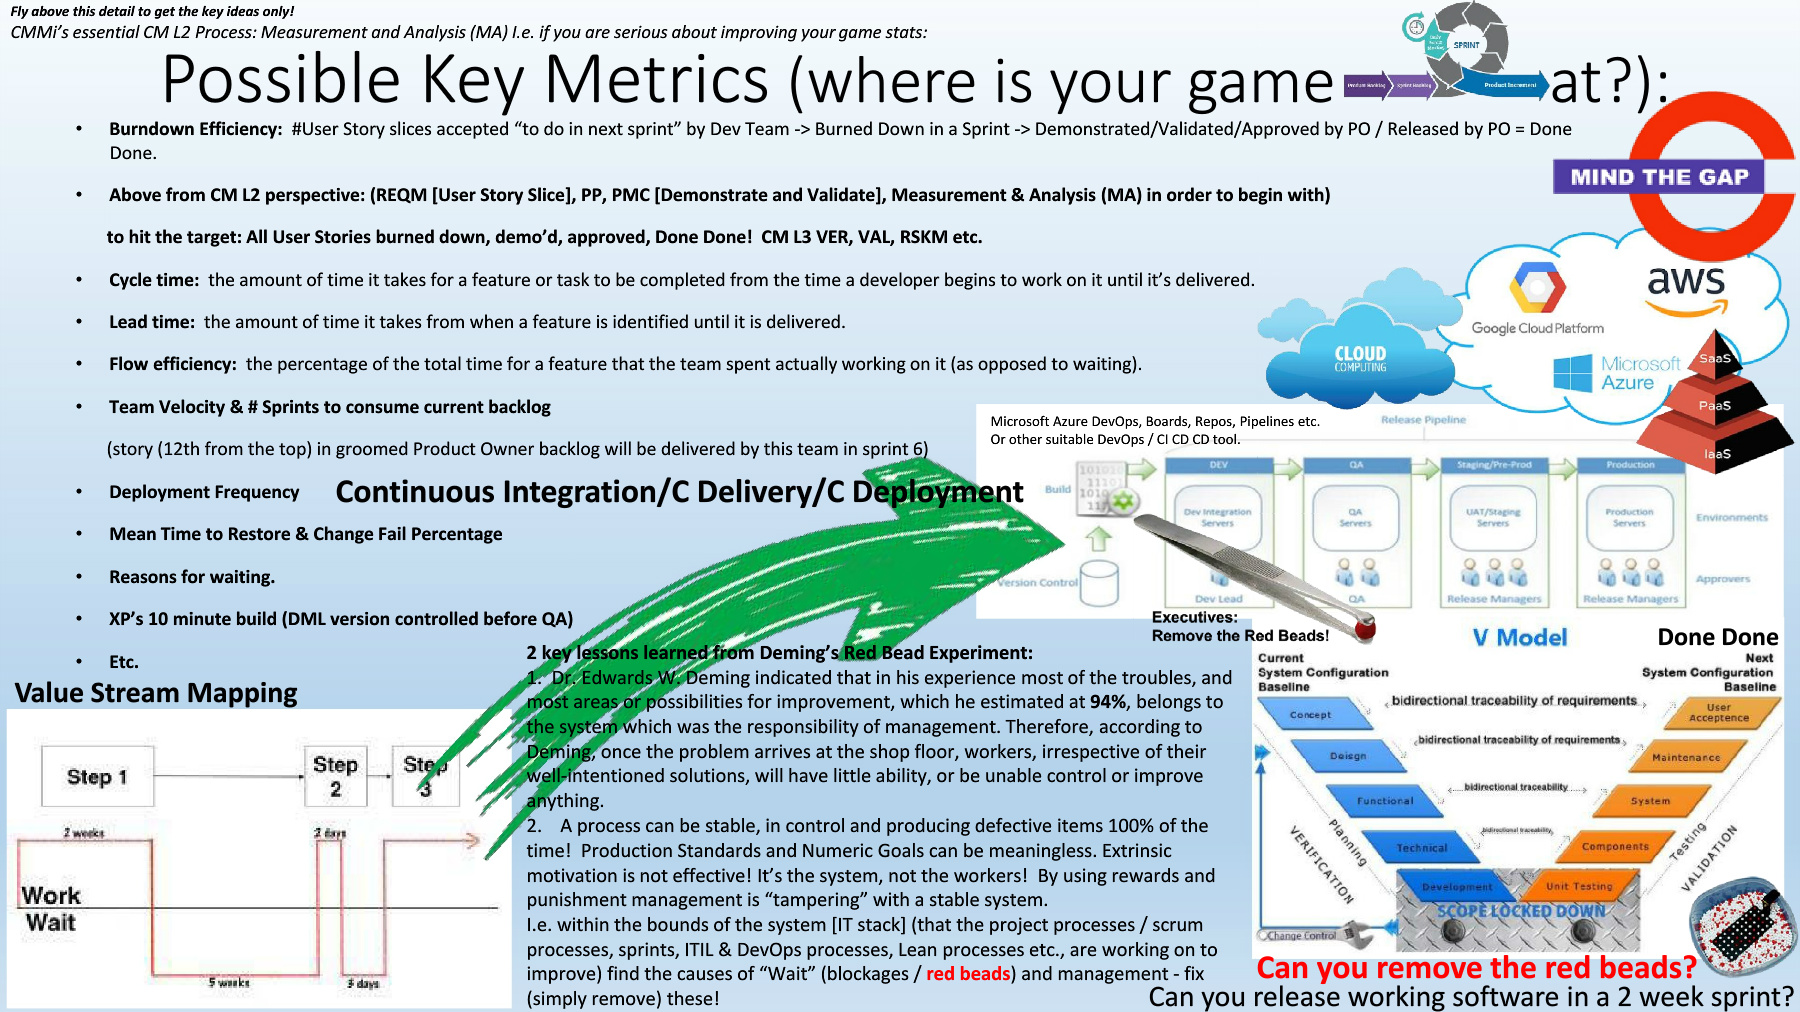 Fly above this detail to get the key ideas only!
CMMi's essential CM L2 Process: Measurement and Analysis (MA) I.e. if you are serious about improving your game stats:
Possible Key Metrics (where is your game at?):
SPRINT
Product Backlog
Sprint Backlog
Product Increment
• Burndown Efficiency: #User Story slices accepted “to do in next sprint” by Dev Team -> Burned Down in a Sprint -> Demonstrated/Validated/Approved by PO / Released by PO = Done
Done.
MIND THE GAP
• Above from CM L2 perspective: (REQM [User Story Slice], PP, PMC [Demonstrate and Validate], Measurement & Analysis (MA) in order to begin with)
to hit the target: All User Stories burned down, demo’d, approved, Done Done! CM L3 VER, VAL, RSKM etc.
• Cycle time: the amount of time it takes for a feature or task to be completed from the time a developer begins to work on it until it’s delivered.
• Lead time: the amount of time it takes from when a feature is identified until it is delivered.
• Flow efficiency: the percentage of the total time for a feature that the team spent actually working on it (as opposed to waiting).
• Team Velocity & # Sprints to consume current backlog
(story (12th from the top) in groomed Product Owner backlog will be delivered by this team in sprint 6)
• Deployment Frequency
Continuous Integration/C Delivery/C Deployment
• Mean Time to Restore & Change Fail Percentage
• Reasons for waiting.
• XP’s 10 minute build (DML version controlled before QA)
• Etc.
CLOUD
COMPUTING
Google Cloud Platform
aws
Microsoft
Azure
SaaS
PaaS
IaaS
Microsoft Azure DevOps, Boards, Repos, Pipelines etc.
Or other suitable DevOps / CI CD CD tool.
Release Pipeline
Build
DEV
QA
Staging/Pre-Prod
Production
Dev Integration
Servers
QA
Servers
UAT/Staging
Servers
Production
Servers
Environments
Version Control
Approvers
Dev Lead
QA
Release Managers
Release Managers
Executives:
Remove the Red Beads!
Value Stream Mapping
Step 1
Step
2
Step
3
2 weeks
2 days
Work
Wait
5 weeks
3 days
2 key lessons learned from Deming’s Red Bead Experiment:
1. Dr. Edwards W. Deming indicated that in his experience most of the troubles, and
most areas or possibilities for improvement, which he estimated at 94%, belongs to
the system which was the responsibility of management. Therefore, according to
Deming, once the problem arrives at the shop floor, workers, irrespective of their
well-intentioned solutions, will have little ability, or be unable control or improve
anything.
2. A process can be stable, in control and producing defective items 100% of the
time! Production Standards and Numeric Goals can be meaningless. Extrinsic
motivation is not effective! It’s the system, not the workers! By using rewards and
punishment management is “tampering” with a stable system.
I.e. within the bounds of the system [IT stack] (that the project processes / scrum
processes, sprints, ITIL & DevOps processes, Lean processes etc., are working on to
improve) find the causes of “Wait” (blockages / red beads) and management - fix
(simply remove) these!
V Model
Done Done
Current
System Configuration
Baseline
Next
System Configuration
Baseline
Concept
bidirectional traceability of requirements
User
Acceptence
Design
bidirectional traceability of requirements
Maintenance
Functional
bidirectional traceability
System
Technical
bidirectional traceability
Components
Development
Unit Testing
VERIFICATION
Planning
Testing
VALIDATION
SCOPE LOCKED DOWN
Change Control
Can you remove the red beads?
Can you release working software in a 2 week sprint?